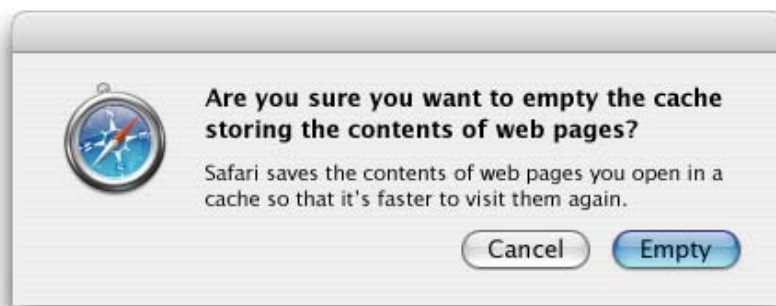 Are you sure you want to empty the cache
storing the contents of web pages?
Safari saves the contents of web pages you open in a
cache so that it's faster to visit them again.
Cancel Empty